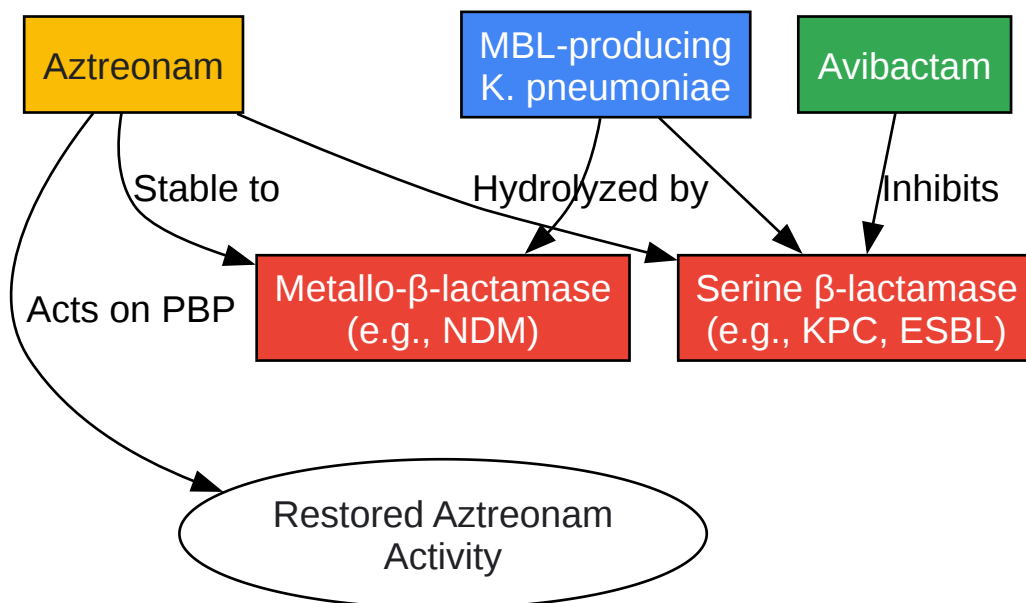 Aztreonam
MBL-producing
K. pneumoniae
Avibactam
Stable to
Hydrolyzed by
Inhibits
Metallo-β-lactamase
(e.g., NDM)
Serine β-lactamase
(e.g., KPC, ESBL)
Acts on PBP
Restored Aztreonam
Activity